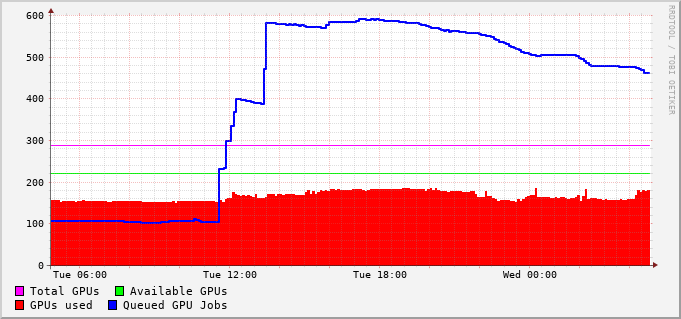 600
500
400
300
200
100
0
Tue 06:00 Tue 12:00 Tue 18:00 Wed 00:00
Total GPUs Available GPUs
GPUs used Queued GPU Jobs
RRDTOOL / TOBI OETIKER